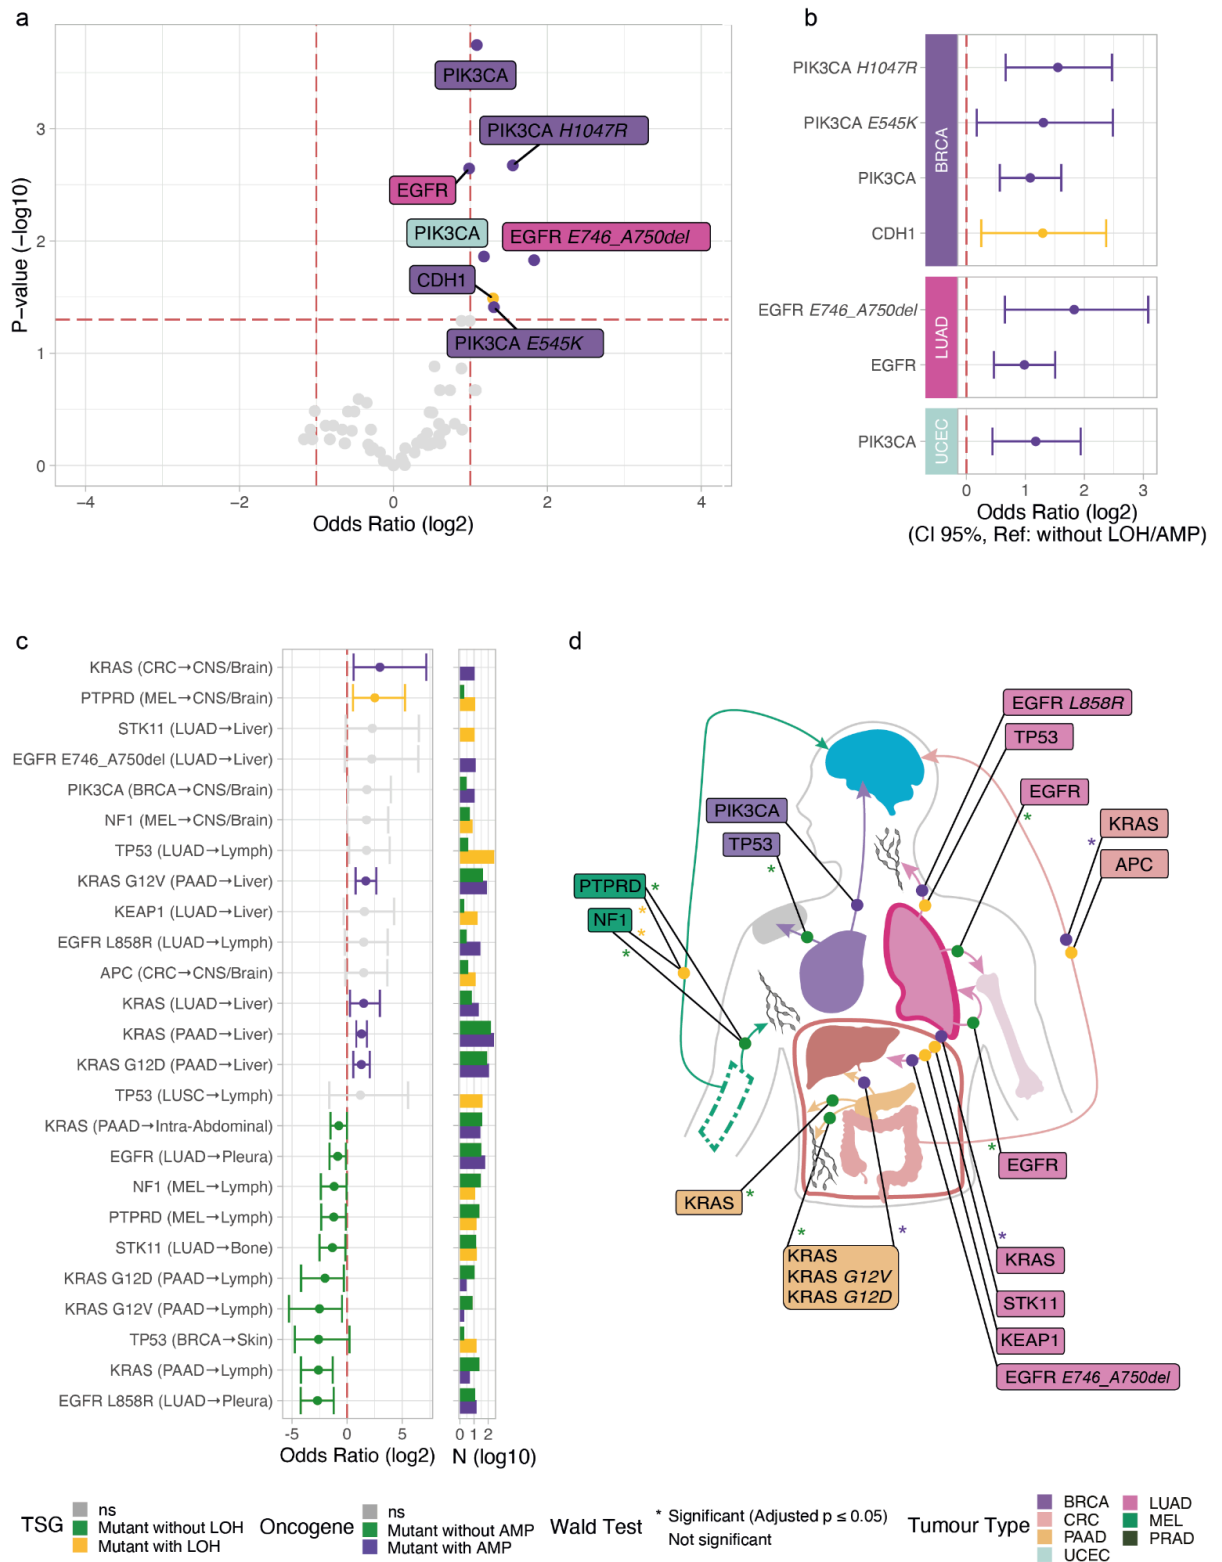 a
P-value (−log10)
3
2
1
0
−4
−2
0
2
4
Odds Ratio (log2)
PIK3CA
PIK3CA H1047R
EGFR
PIK3CA
EGFR E746_A750del
CDH1
PIK3CA E545K
b
PIK3CA H1047R
PIK3CA E545K
PIK3CA
CDH1
BRCA
EGFR E746_A750del
EGFR
LUAD
PIK3CA
UCEC
0
1
2
3
Odds Ratio (log2)
(CI 95%, Ref: without LOH/AMP)
c
KRAS (CRC→CNS/Brain)
PTPRD (MEL→CNS/Brain)
STK11 (LUAD→Liver)
EGFR E746_A750del (LUAD→Liver)
PIK3CA (BRCA→CNS/Brain)
NF1 (MEL→CNS/Brain)
TP53 (LUAD→Lymph)
KRAS G12V (PAAD→Liver)
KEAP1 (LUAD→Liver)
EGFR L858R (LUAD→Lymph)
APC (CRC→CNS/Brain)
KRAS (LUAD→Liver)
KRAS (PAAD→Liver)
KRAS G12D (PAAD→Liver)
TP53 (LUSC→Lymph)
KRAS (PAAD→Intra-Abdominal)
EGFR (LUAD→Pleura)
NF1 (MEL→Lymph)
PTPRD (MEL→Lymph)
STK11 (LUAD→Bone)
KRAS G12D (PAAD→Lymph)
KRAS G12V (PAAD→Lymph)
TP53 (BRCA→Skin)
KRAS (PAAD→Lymph)
EGFR L858R (LUAD→Pleura)
-5
0
5
Odds Ratio (log2)
0 1 2
N (log10)
d
EGFR L858R
TP53
EGFR
*
KRAS
*
APC
PIK3CA
TP53
*
PTPRD
*
*
NF1
*
*
EGFR
*
KRAS
*
*
KRAS
KRAS G12V
KRAS G12D
*
*
KRAS
STK11
KEAP1
EGFR E746_A750del
TSG
ns
Mutant without LOH
Mutant with LOH
Oncogene
ns
Mutant without AMP
Mutant with AMP
Wald Test
* Significant (Adjusted p ≤ 0.05)
Not significant
Tumour Type
BRCA
CRC
PAAD
UCEC
LUAD
MEL
PRAD